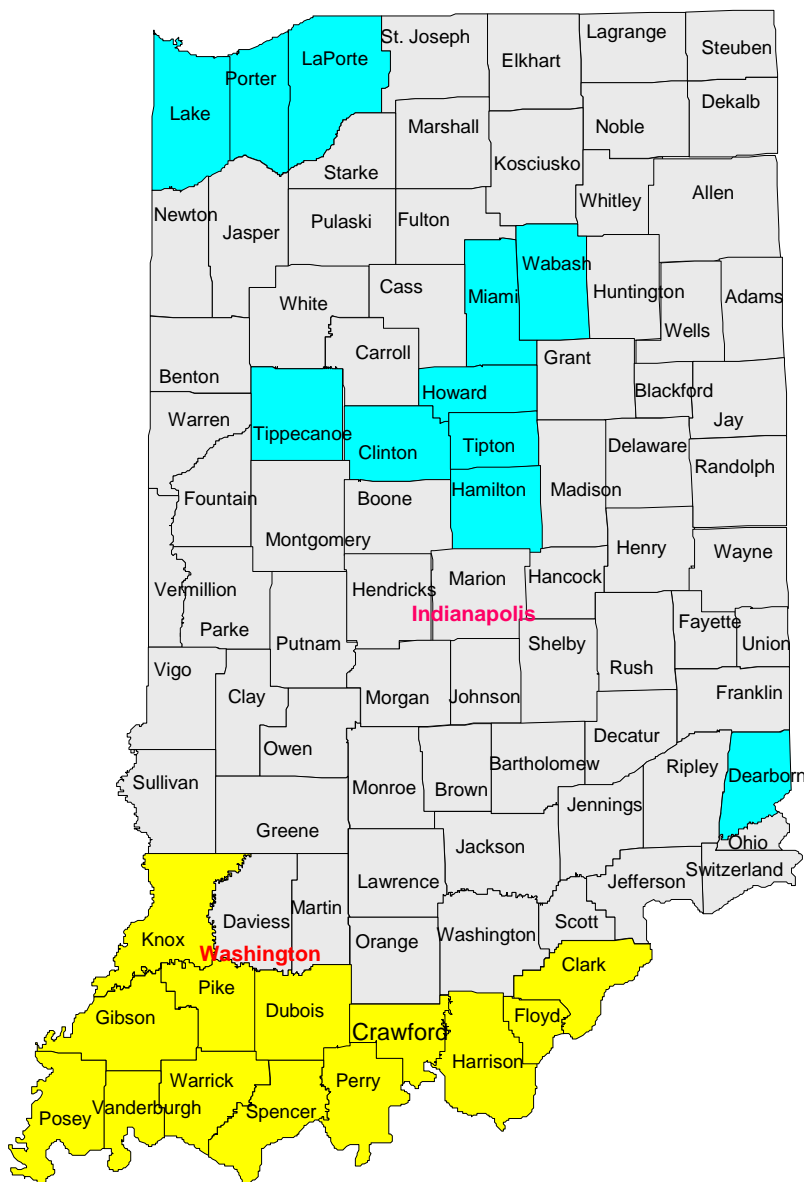 St. Joseph
Lagrange
Steuben
LaPorte
Elkhart
Porter
Dekalb
Lake
Marshall
Noble
Kosciusko
Starke
Allen
Whitley
Newton
Pulaski
Fulton
Jasper
Wabash
Cass
Miami
Huntington
Adams
White
Wells
Carroll
Grant
Benton
Howard
Blackford
Warren
Jay
Tippecanoe
Tipton
Delaware
Clinton
Randolph
Hamilton
Madison
Fountain
Boone
Montgomery
Henry
Wayne
Marion
Hancock
Vermillion
Hendricks
Indianapolis
Fayette
Parke
Putnam
Shelby
Union
Vigo
Rush
Clay
Morgan
Johnson
Franklin
Decatur
Owen
Bartholomew
Ripley
Dearborn
Sullivan
Monroe
Brown
Jennings
Greene
Ohio
Jackson
Switzerland
Lawrence
Jefferson
Martin
Daviess
Scott
Knox
Orange
Washington
Washington
Clark
Pike
Dubois
Gibson
Floyd
Crawford
Harrison
Warrick
Perry
Vanderburgh
Spencer
Posey